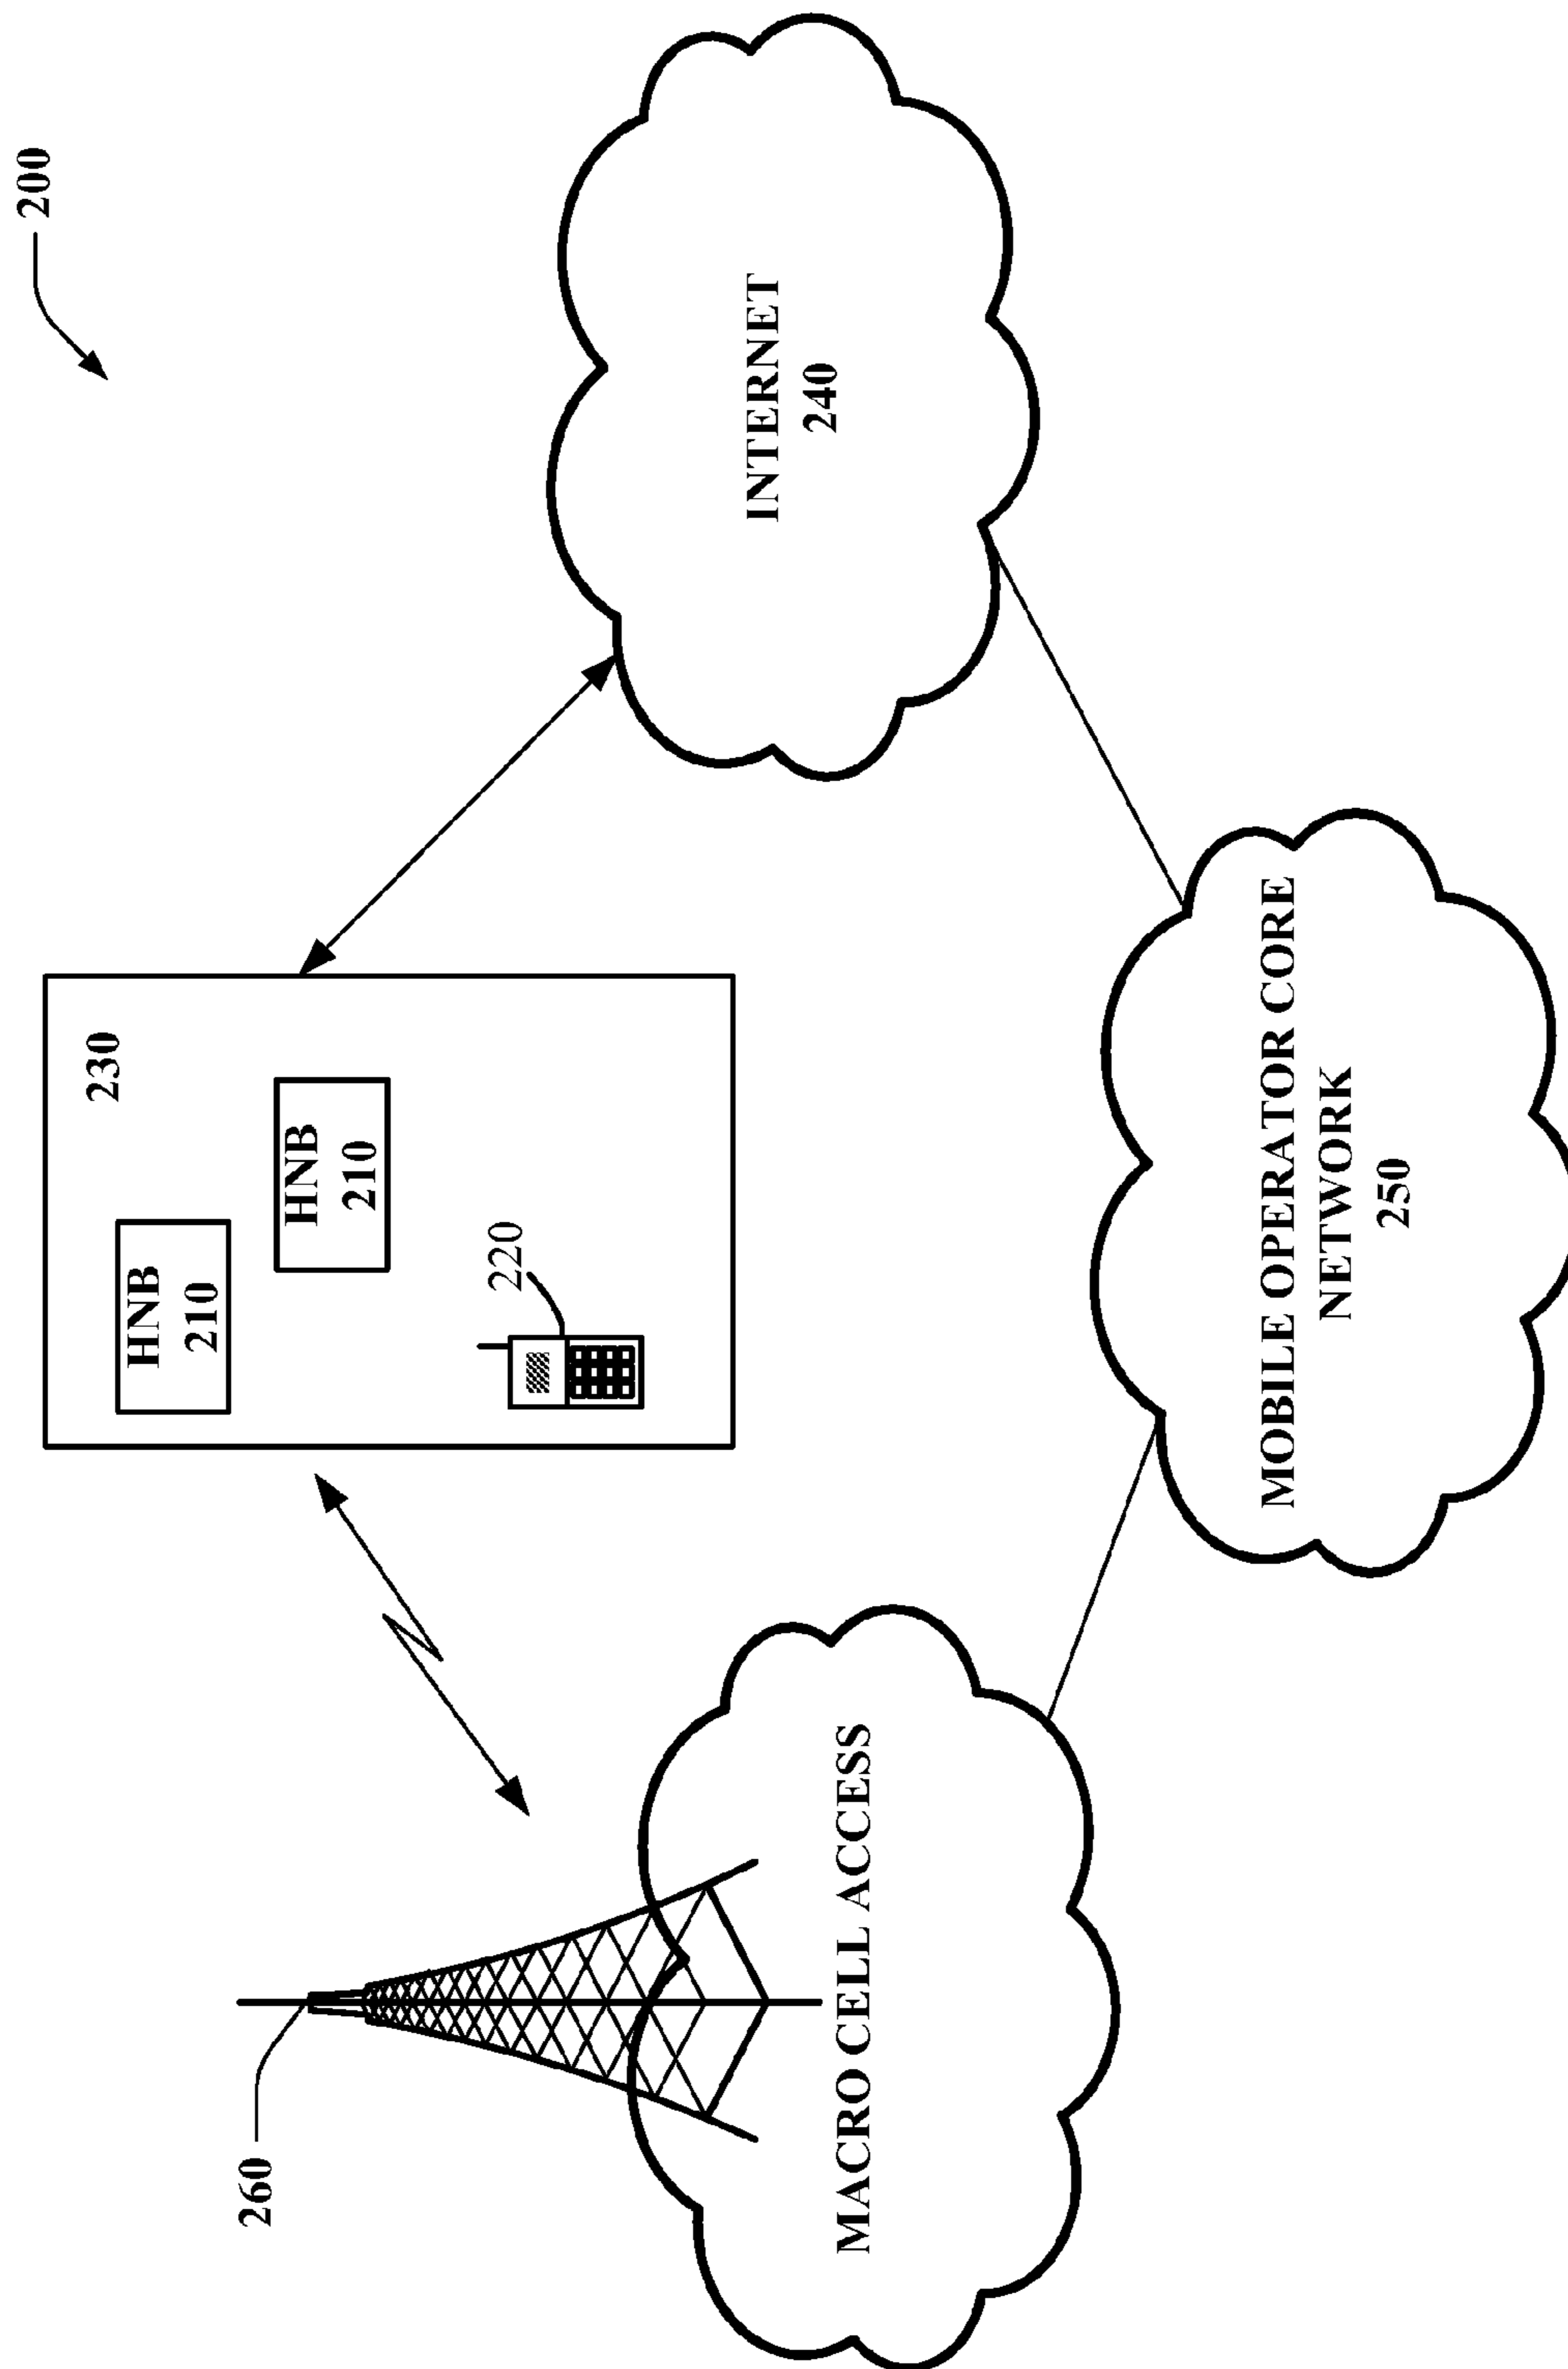 200
230
HNB
210
HNB
210
220
260
INTERNET
240
MACRO CELL ACCESS
MOBILE OPERATOR CORE
NETWORK
250